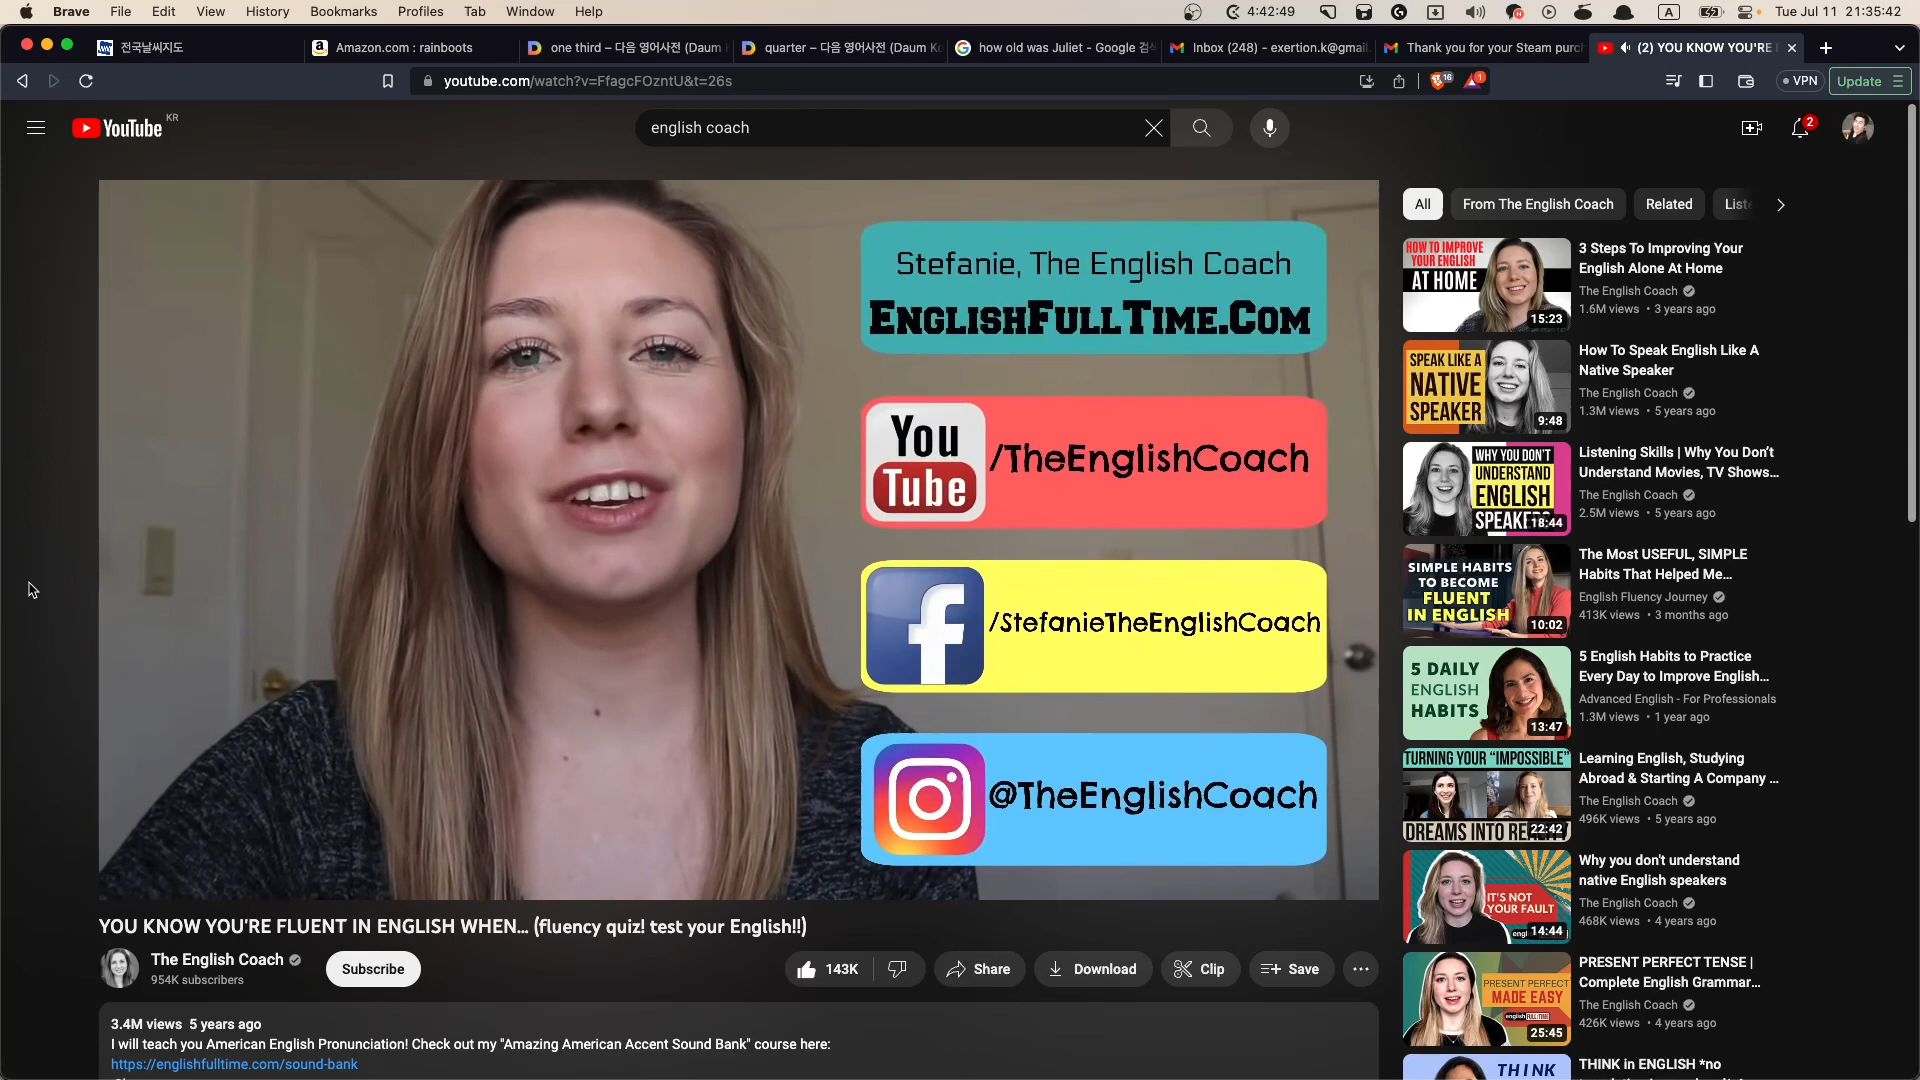 Brave File Edit View History Bookmarks Profiles Tab Window Help 4:42:49 A Tue Jul 11 21:35:42
전국날씨지도
Amazon.com : rainboots
one third – 다음 영어사전 (Daum
quarter – 다음 영어사전 (Daum Ko
how old was Juliet - Google 검색
Inbox (248) - exertion.k@gmail.
Thank you for your Steam purc
(2) YOU KNOW YOU'RE
youtube.com/watch?v=FfagcFOzntU&t=26s
16
1
VPN
Update
YouTube KR
english coach
2
Stefanie, The English Coach
EnglishFullTime.Com
You
Tube
/TheEnglishCoach
/StefanieTheEnglishCoach
@TheEnglishCoach
YOU KNOW YOU'RE FLUENT IN ENGLISH WHEN... (fluency quiz! test your English!!)
The English Coach
954K subscribers
Subscribe
143K
Share
Download
Clip
Save
3.4M views 5 years ago
I will teach you American English Pronunciation! Check out my "Amazing American Accent Sound Bank" course here:
https://englishfulltime.com/sound-bank
All
From The English Coach
Related
HOW TO IMPROVE
YOUR ENGLISH
AT HOME
15:23
3 Steps To Improving Your
English Alone At Home
The English Coach
1.6M views • 3 years ago
SPEAK LIKE A
NATIVE
SPEAKER
9:48
How To Speak English Like A
Native Speaker
The English Coach
1.3M views • 5 years ago
WHY YOU DON'T
UNDERSTAND
ENGLISH
SPEAKERS
18:44
Listening Skills | Why You Don't
Understand Movies, TV Shows...
The English Coach
2.5M views • 5 years ago
SIMPLE HABITS
TO BECOME
FLUENT
IN ENGLISH
10:02
The Most USEFUL, SIMPLE
Habits That Helped Me...
English Fluency Journey
413K views • 3 months ago
5 DAILY
ENGLISH
HABITS
13:47
5 English Habits to Practice
Every Day to Improve English...
Advanced English - For Professionals
1.3M views • 1 year ago
TURNING YOUR "IMPOSSIBLE"
DREAMS INTO REALITY
22:42
Learning English, Studying
Abroad & Starting A Company ...
The English Coach
496K views • 5 years ago
IT'S NOT
YOUR FAULT
14:44
Why you don't understand
native English speakers
The English Coach
468K views • 4 years ago
PRESENT PERFECT
MADE EASY
english FULL TIME
25:45
PRESENT PERFECT TENSE |
Complete English Grammar...
The English Coach
426K views • 4 years ago
THINK
THINK in ENGLISH *no